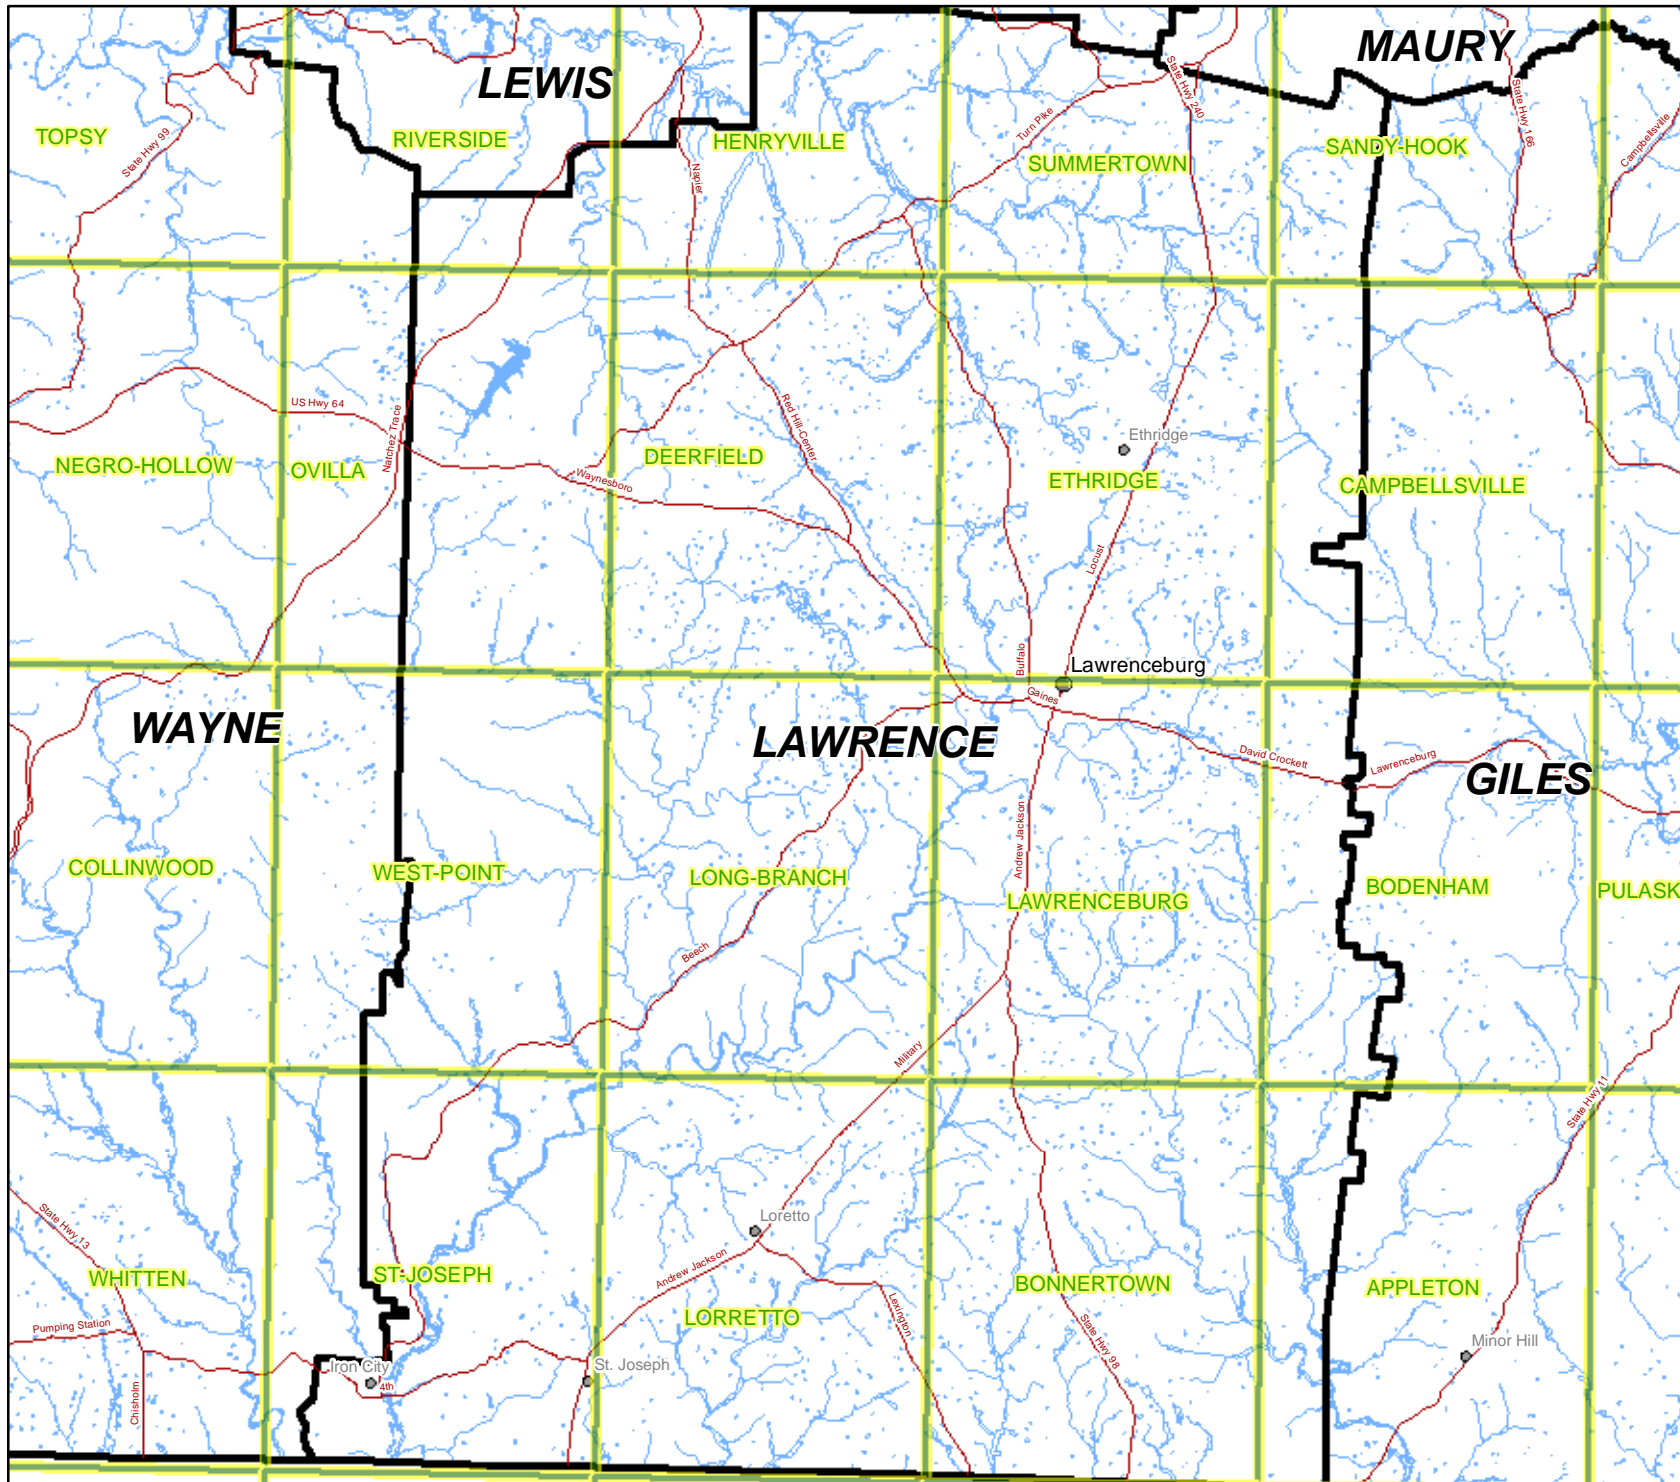 MAURY
LEWIS
TOPSY
RIVERSIDE
HENRYVILLE
SUMMERTOWN
SANDY-HOOK
State Hwy 99
Napier
Turn Pike
State Hwy 240
State Hwy 166
Campbellsville
US Hwy 64
Natchez Trace
Red Hill-Center
Ethridge
NEGRO-HOLLOW
OVILLA
DEERFIELD
Waynesboro
ETHRIDGE
CAMPBELLSVILLE
Locust
Buffalo
Lawrenceburg
Gaines
WAYNE
LAWRENCE
David Crockett
Lawrenceburg
GILES
Andrew Jackson
COLLINWOOD
WEST-POINT
LONG-BRANCH
LAWRENCEBURG
BODENHAM
PULASK
Beech
Military
State Hwy 11
State Hwy 13
Loretto
WHITTEN
ST-JOSEPH
Andrew Jackson
LORRETTO
Lexington
BONNERTOWN
APPLETON
Pumping Station
State Hwy 98
Minor Hill
Iron City
St. Joseph
4th
Chisholm